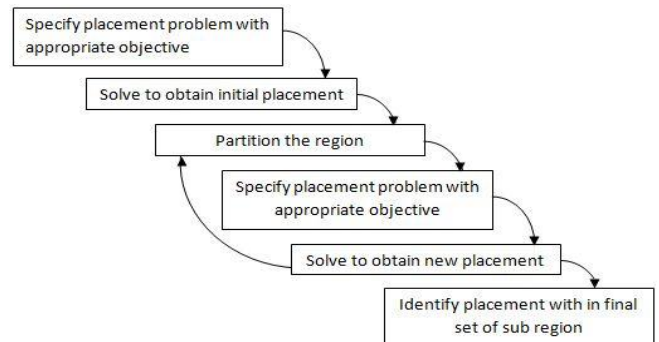 Specify placement problem with
appropriate objective
Solve to obtain initial placement
Partition the region
Specify placement problem with
appropriate objective
Solve to obtain new placement
Identify placement with in final
set of sub region